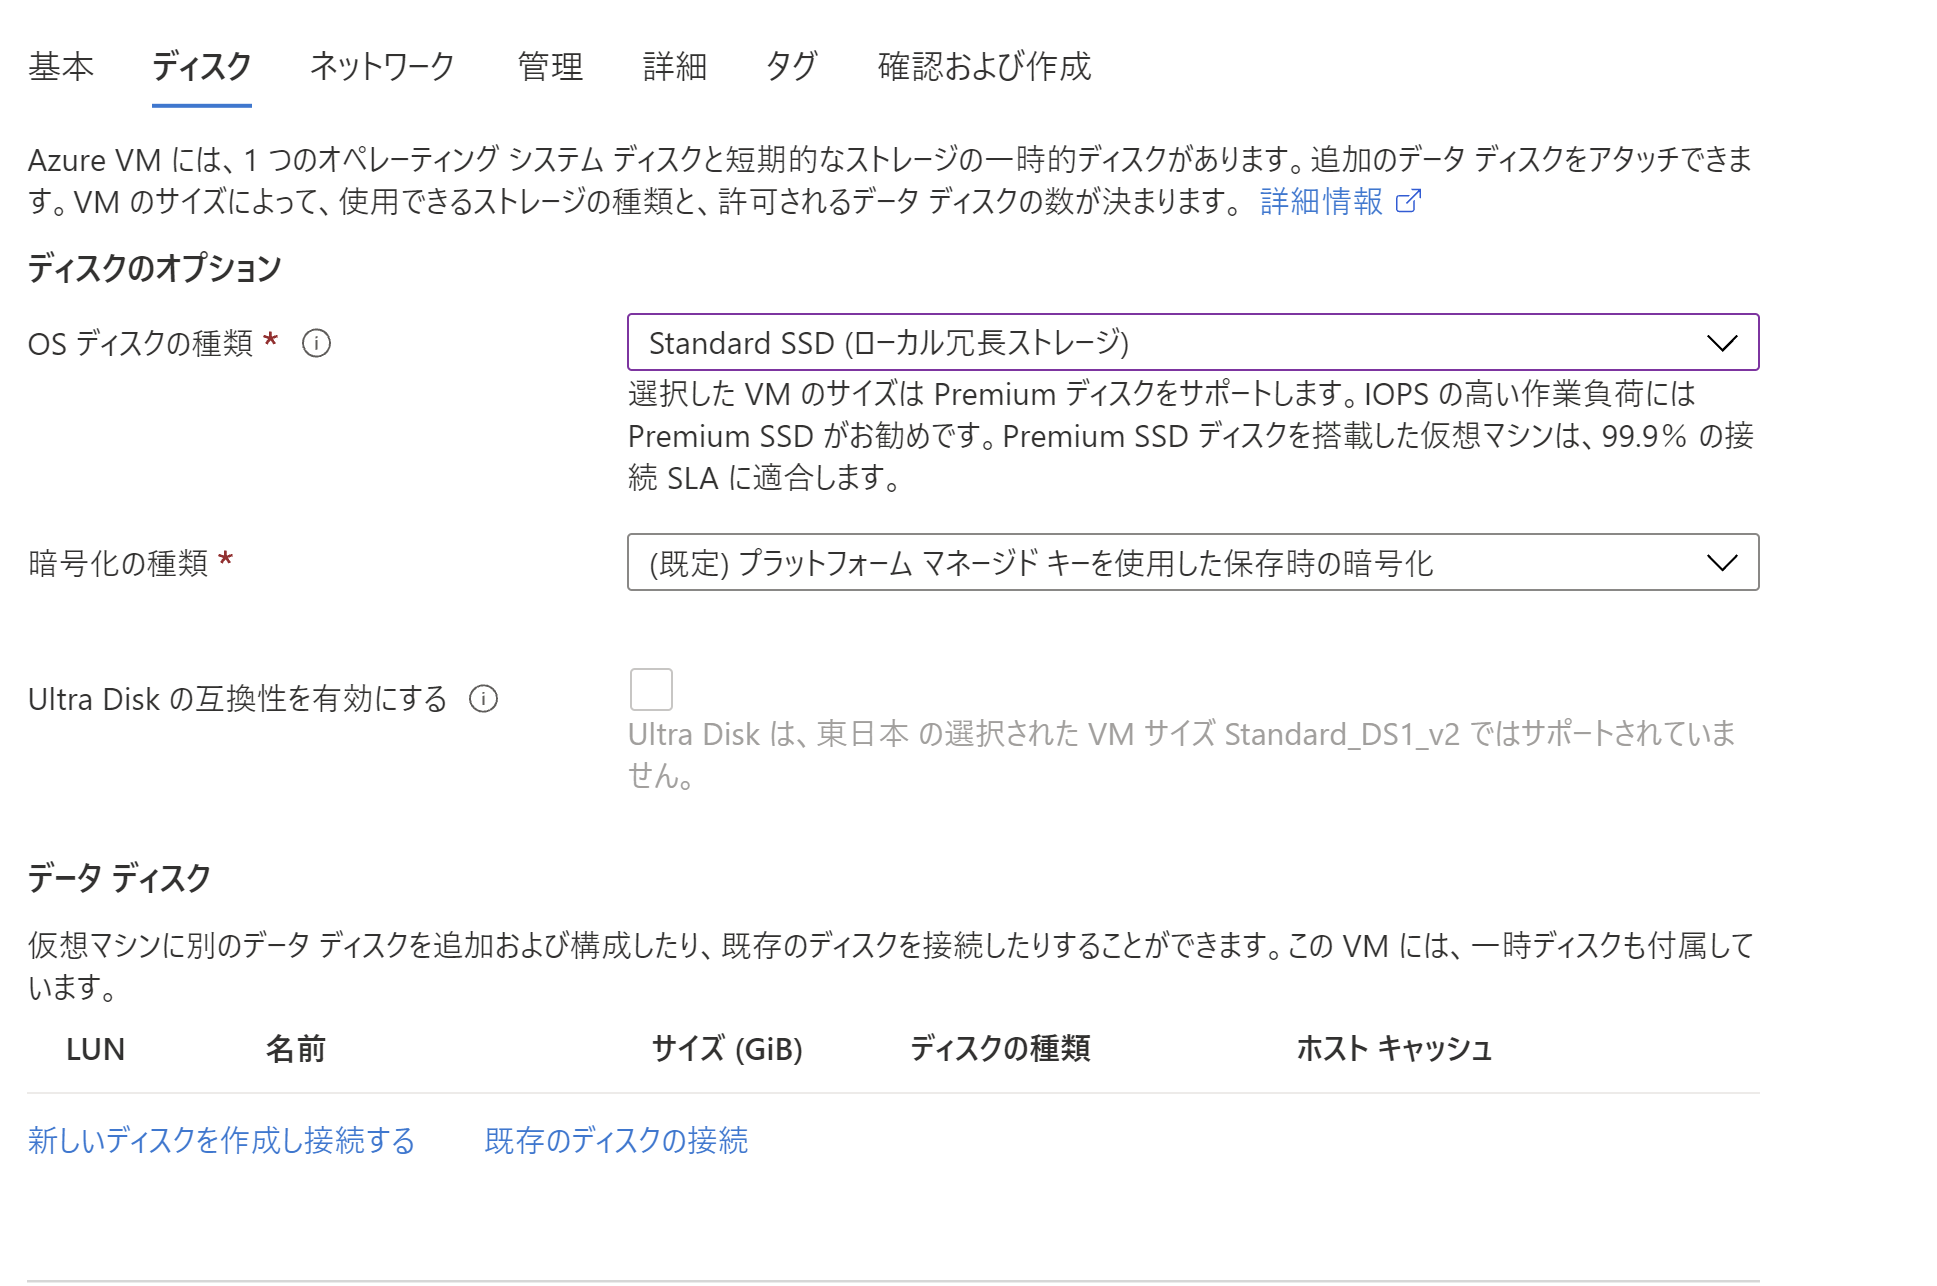 基本 ディスク ネットワーク 管理 詳細 タグ 確認および作成
Azure VM には、1 つのオペレーティング システム ディスクと短期的なストレージの一時的ディスクがあります。追加のデータ ディスクをアタッチできま
す。VM のサイズによって、使用できるストレージの種類と、許可されるデータ ディスクの数が決まります。 詳細情報
ディスクのオプション
OS ディスクの種類 *
Standard SSD (ローカル冗長ストレージ)
選択した VM のサイズは Premium ディスクをサポートします。IOPS の高い作業負荷には
Premium SSD がお勧めです。Premium SSD ディスクを搭載した仮想マシンは、99.9% の接
続 SLA に適合します。
暗号化の種類 *
(既定) プラットフォーム マネージド キーを使用した保存時の暗号化
Ultra Disk の互換性を有効にする
Ultra Disk は、東日本 の選択された VM サイズ Standard_DS1_v2 ではサポートされていま
せん。
データ ディスク
仮想マシンに別のデータ ディスクを追加および構成したり、既存のディスクを接続したりすることができます。この VM には、一時ディスクも付属して
います。
LUN 名前 サイズ (GiB) ディスクの種類 ホスト キャッシュ
新しいディスクを作成し接続する 既存のディスクの接続